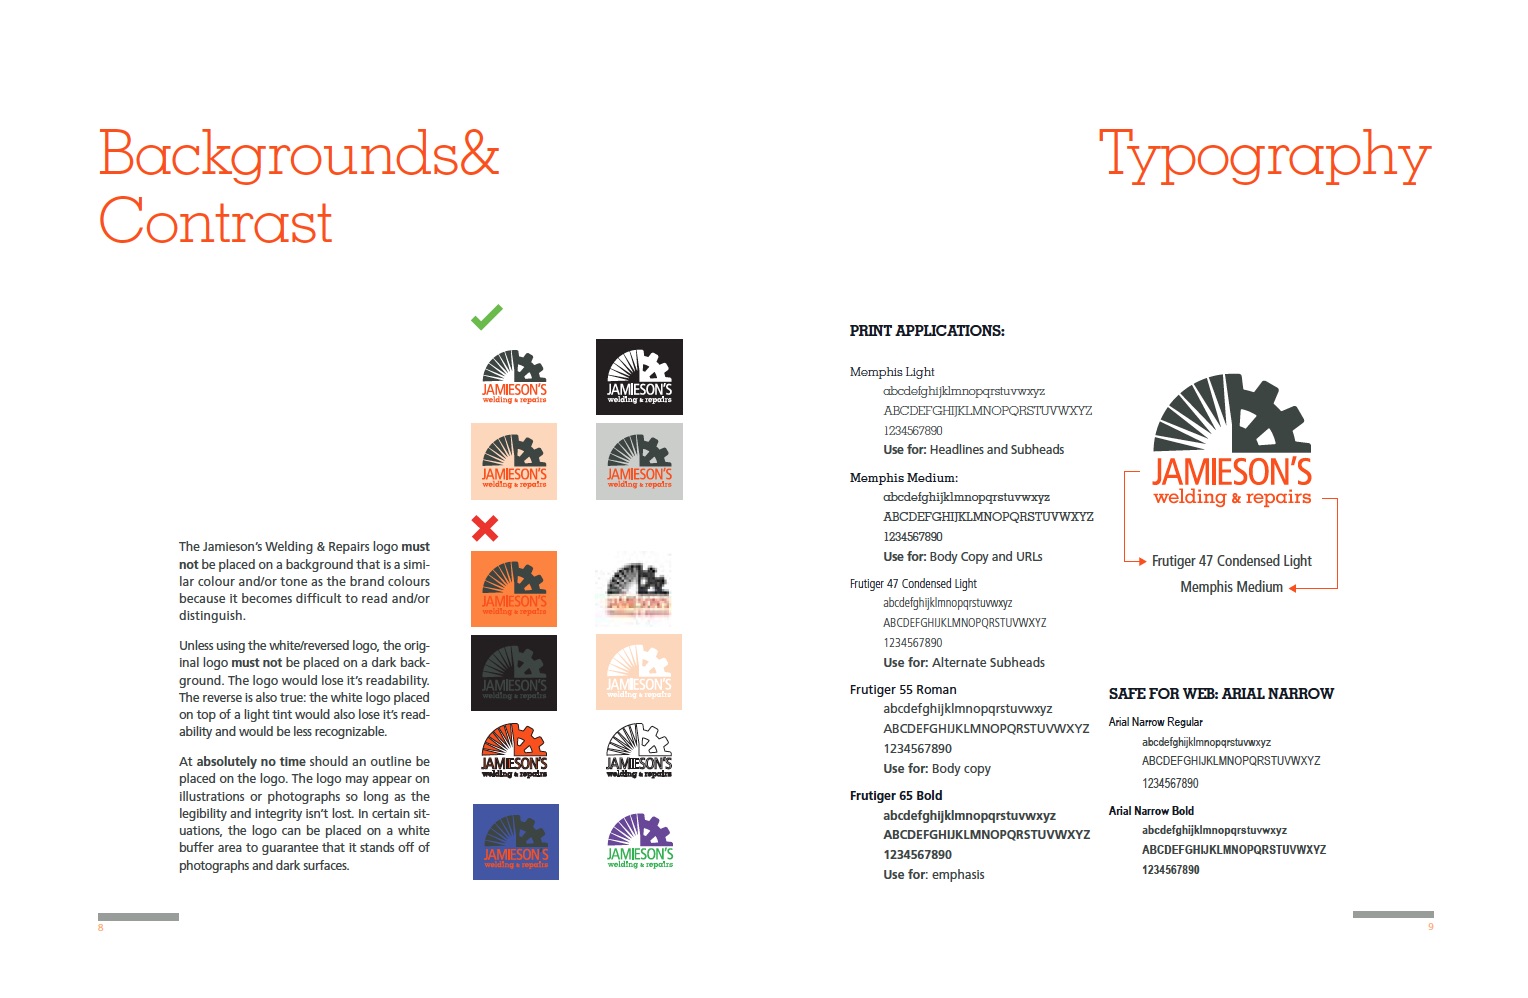 Backgrounds&
Contrast
The Jamieson's Welding & Repairs logo must
not be placed on a background that is a simi-
lar colour and/or tone as the brand colours
because it becomes difficult to read and/or
distinguish.
Unless using the white/reversed logo, the orig-
inal logo must not be placed on a dark back-
ground. The logo would lose it's readability.
The reverse is also true: the white logo placed
on top of a light tint would also lose it's read-
ability and would be less recognizable.
At absolutely no time should an outline be
placed on the logo. The logo may appear on
illustrations or photographs so long as the
legibility and integrity isn't lost. In certain sit-
uations, the logo can be placed on a white
buffer area to guarantee that it stands off of
photographs and dark surfaces.
JAMIESON'S
welding & repairs
JAMIESON'S
welding & repairs
JAMIESON'S
welding & repairs
JAMIESON'S
welding & repairs
JAMIESON'S
welding & repairs
JAMIESON'S
JAMIESON'S
welding & repairs
JAMIESON'S
welding & repairs
JAMIESON'S
welding & repairs
JAMIESON'S
welding & repairs
JAMIESON'S
welding & repairs
JAMIESON'S
welding & repairs
8
Typography
PRINT APPLICATIONS:
Memphis Light
abcdefghijklmnopqrstuvwxyz
ABCDEFGHIJKLMNOPQRSTUVWXYZ
1234567890
Use for: Headlines and Subheads
Memphis Medium:
abcdefghijklmnopqrstuvwxyz
ABCDEFGHIJKLMNOPQRSTUVWXYZ
1234567890
Use for: Body Copy and URLs
Frutiger 47 Condensed Light
abcdefghijklmnopqrstuvwxyz
ABCDEFGHIJKLMNOPQRSTUVWXYZ
1234567890
Use for: Alternate Subheads
Frutiger 55 Roman
abcdefghijklmnopqrstuvwxyz
ABCDEFGHIJKLMNOPQRSTUVWXYZ
1234567890
Use for: Body copy
Frutiger 65 Bold
abcdefghijklmnopqrstuvwxyz
ABCDEFGHIJKLMNOPQRSTUVWXYZ
1234567890
Use for: emphasis
JAMIESON'S
welding & repairs
Frutiger 47 Condensed Light
Memphis Medium
SAFE FOR WEB: ARIAL NARROW
Arial Narrow Regular
abcdefghijklmnopqrstuvwxyz
ABCDEFGHIJKLMNOPQRSTUVWXYZ
1234567890
Arial Narrow Bold
abcdefghijklmnopqrstuvwxyz
ABCDEFGHIJKLMNOPQRSTUVWXYZ
1234567890
9